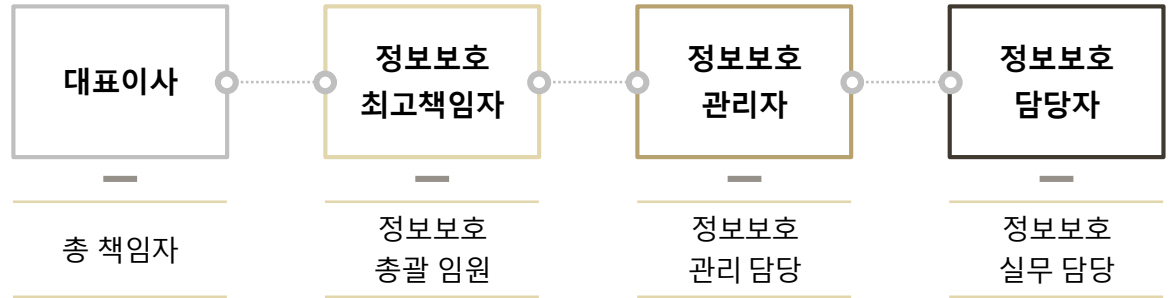 대표이사
정보보호
최고책임자
정보보호
관리자
정보보호
담당자
총 책임자
정보보호
총괄 임원
정보보호
관리 담당
정보보호
실무 담당